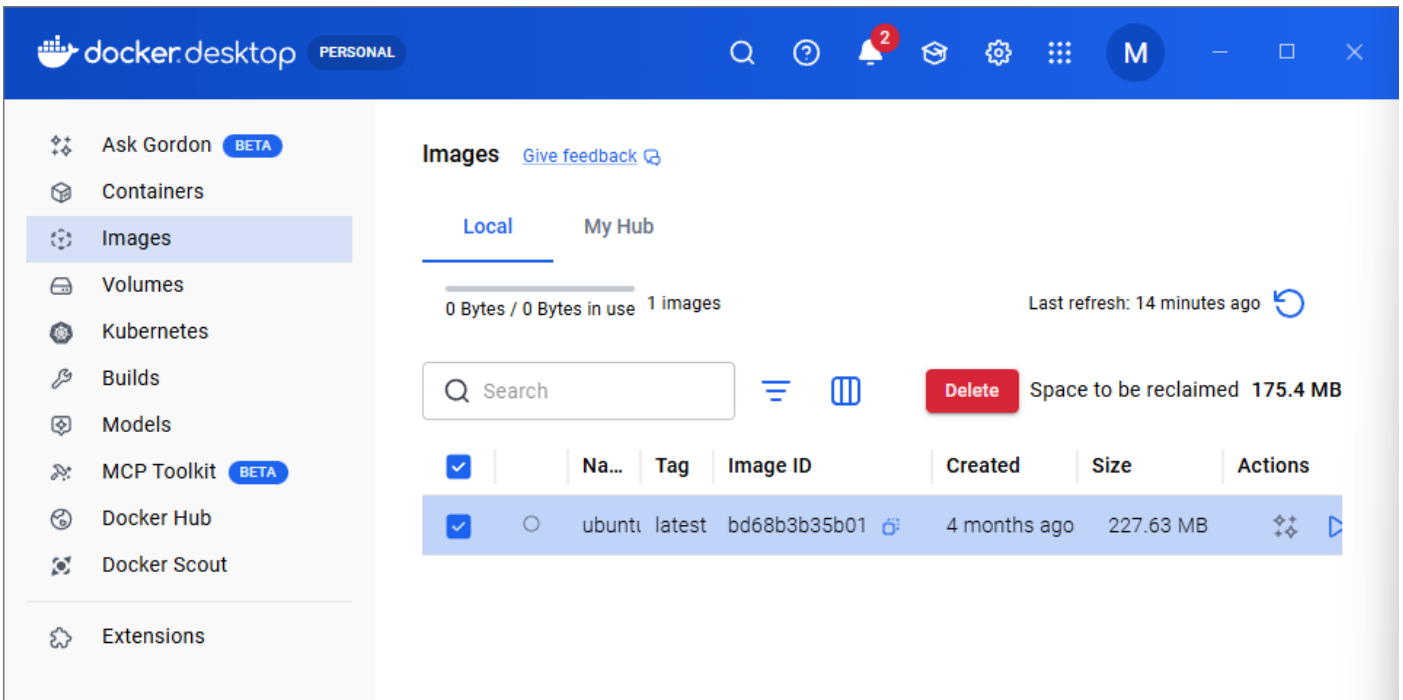 docker.desktop PERSONAL 2 M
Ask Gordon BETA
Containers
Images
Volumes
Kubernetes
Builds
Models
MCP Toolkit BETA
Docker Hub
Docker Scout
Extensions
Images Give feedback
Local My Hub
0 Bytes / 0 Bytes in use 1 images Last refresh: 14 minutes ago
Search Delete Space to be reclaimed 175.4 MB
Na... Tag Image ID Created Size Actions
ubuntu latest bd68b3b35b01 4 months ago 227.63 MB